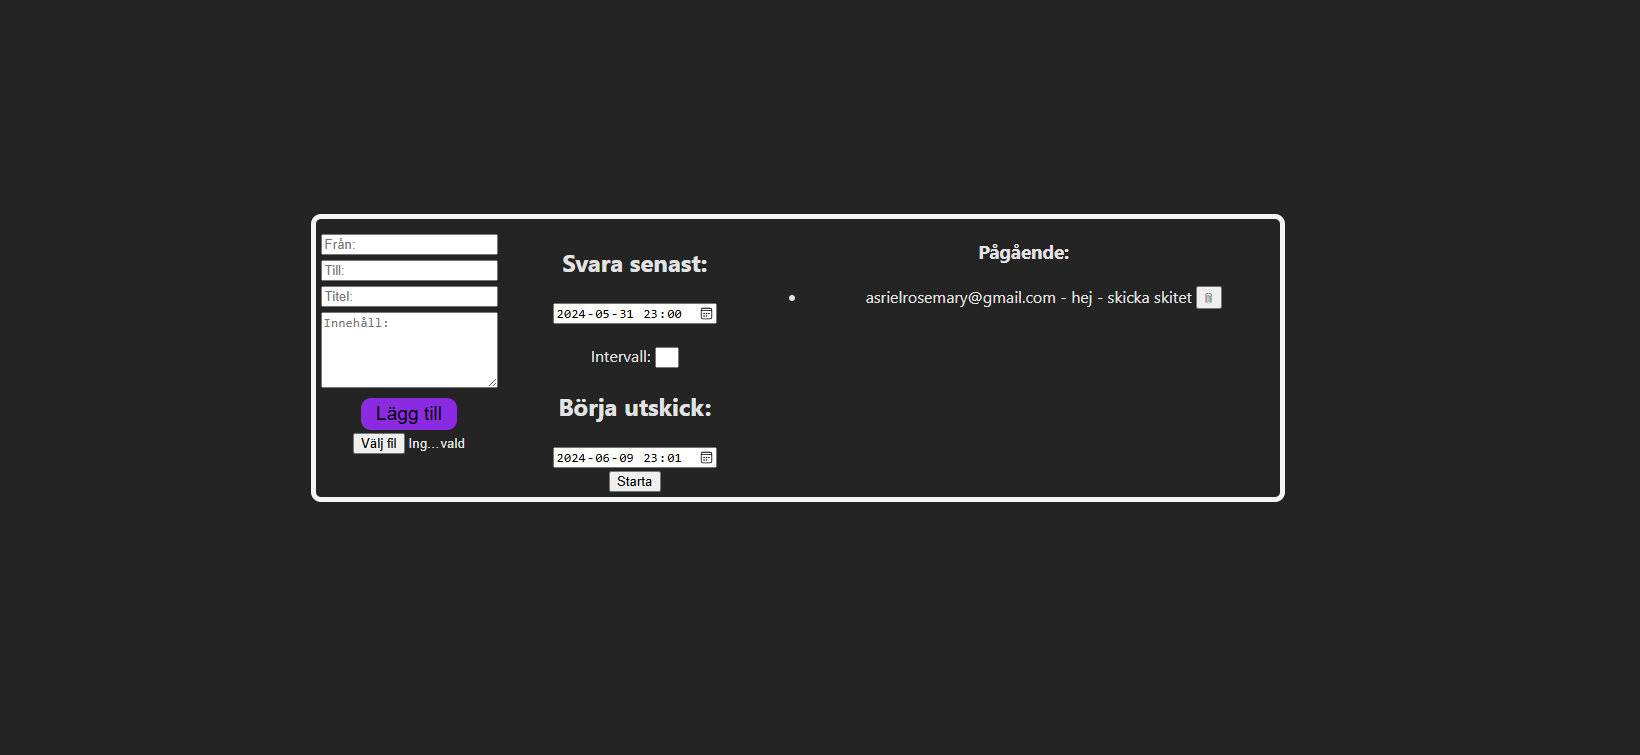 Från:
Till:
Titel:
Innehåll:
Lägg till
Välj fil Ing...vald
Svara senast:
2024-05-31 23:00
Intervall:
Börja utskick:
2024-06-09 23:01
Starta
Pågående:
asrielrosemary@gmail.com - hej - skicka skitet